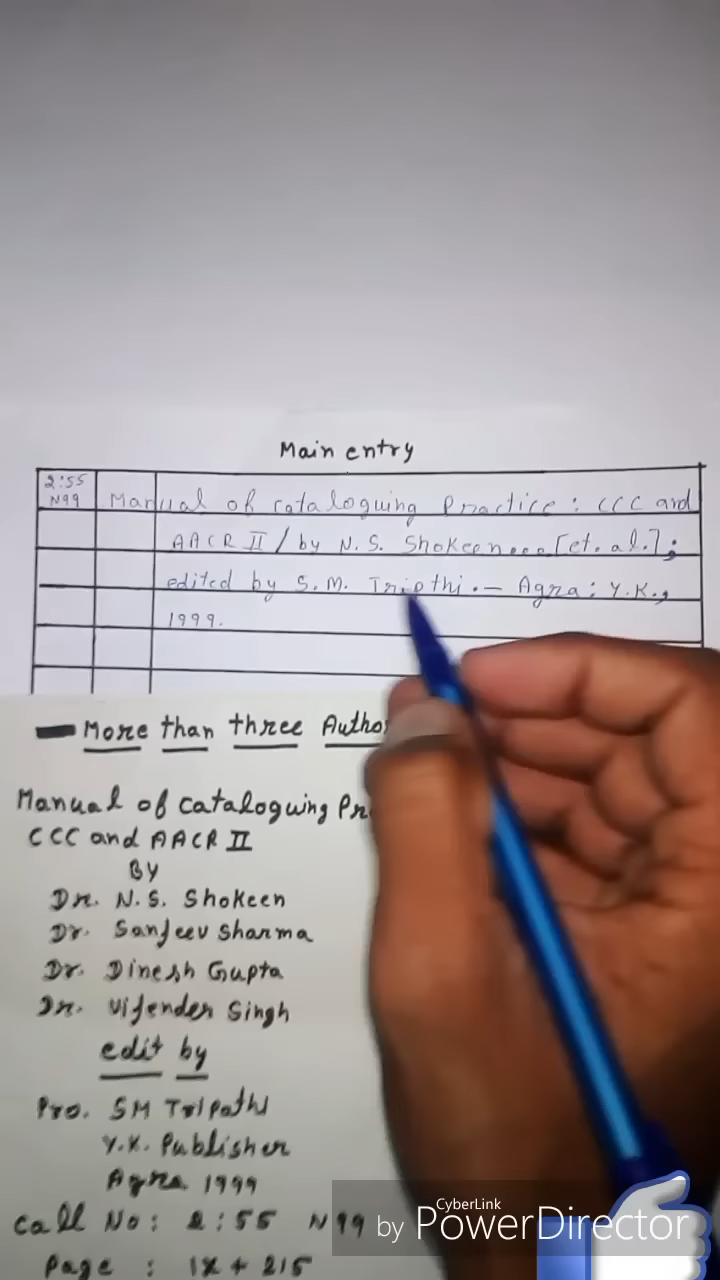 Main entry
2:55
N99
Manual of cataloguing Practice: CCC and
AACR II / by N. S. Shokeen... [et. al.];
edited by S. M. Tripthi. — Agra: Y.K.,
1999.
More than three Autho
Manual of cataloguing Pr
CCC and AACR II
BY
Dr. N. S. Shokeen
Dr. Sanjeev Sharma
Dr. Dinesh Gupta
Dr. Vijender Singh
edit by
Pro. SM Tripathi
Y.K. Publisher
Agra 1999
Call No: 2:55 N99
Page : IX + 215
CyberLink
by PowerDirector